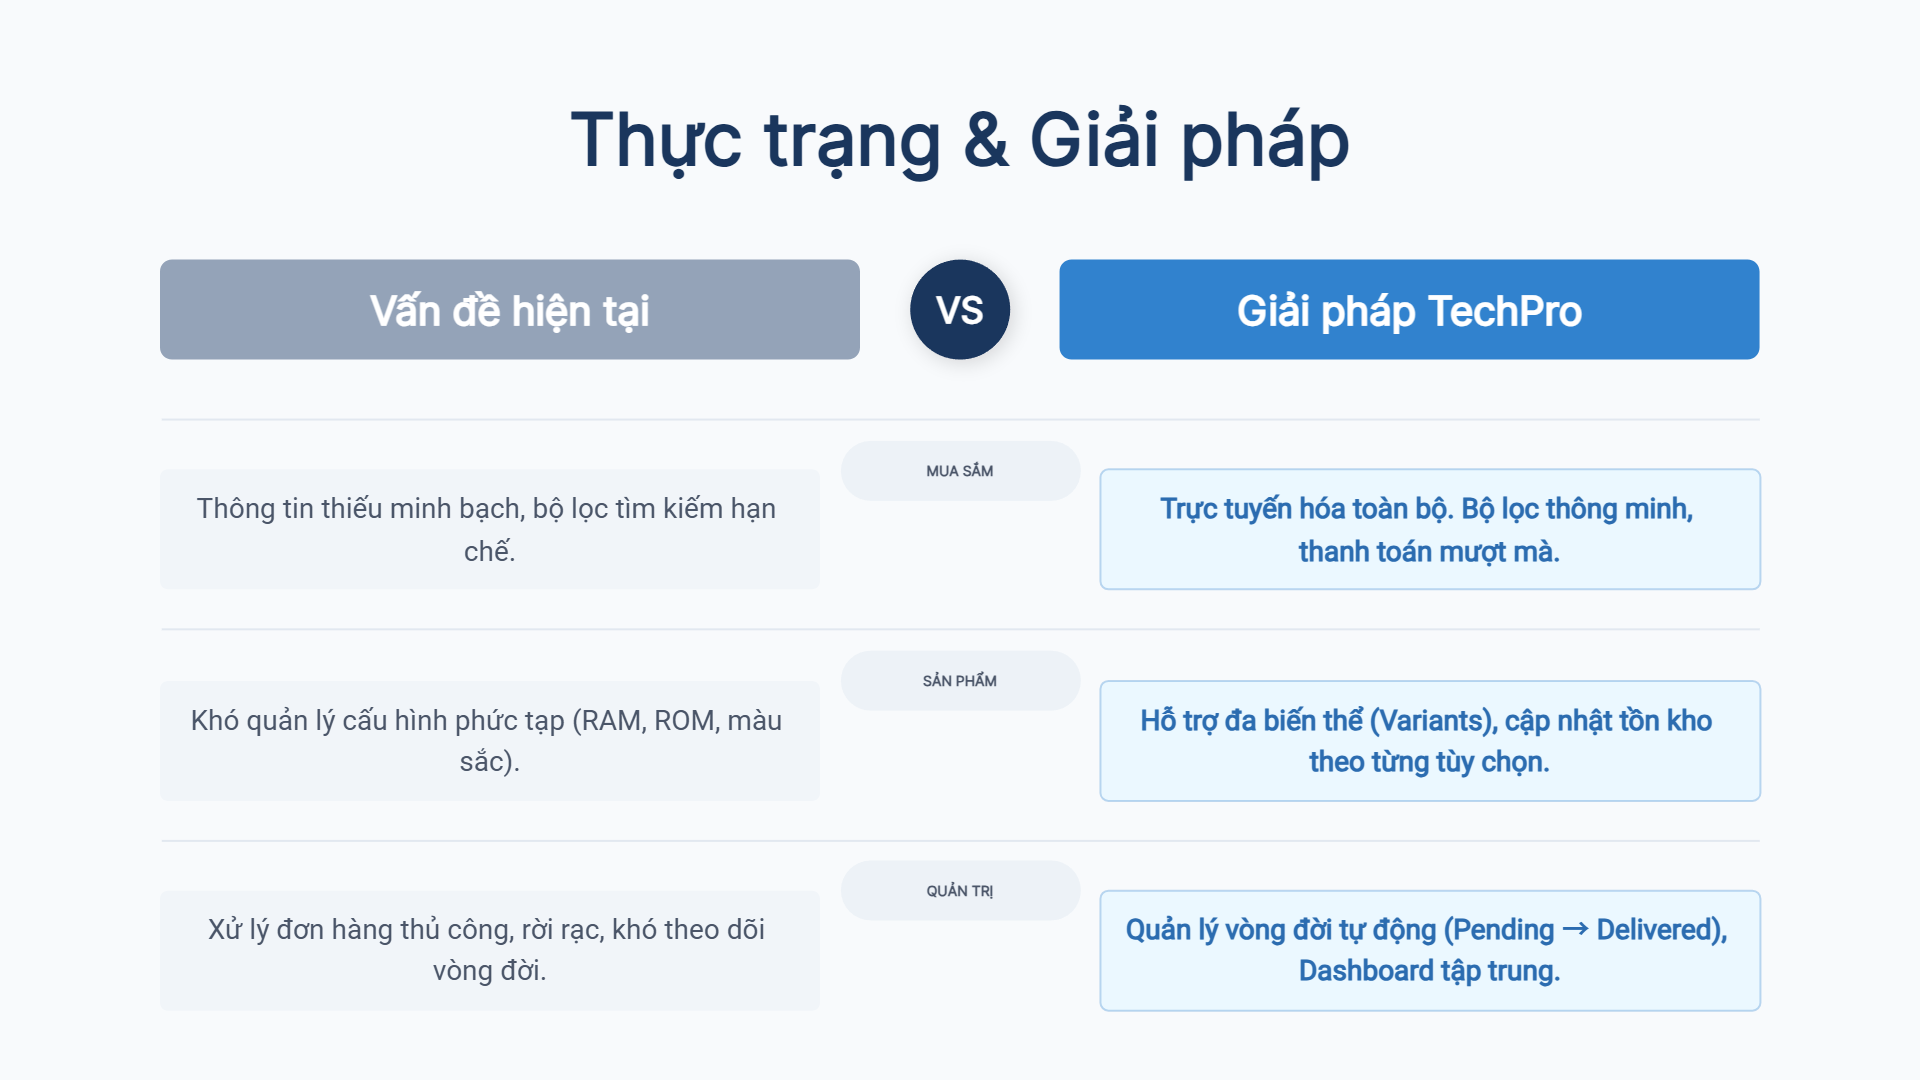 Thực trạng & Giải pháp
Vấn đề hiện tại
VS
Giải pháp TechPro
MUA SẮM
Thông tin thiếu minh bạch, bộ lọc tìm kiếm hạn
chế.
Trực tuyến hóa toàn bộ. Bộ lọc thông minh,
thanh toán mượt mà.
SẢN PHẨM
Khó quản lý cấu hình phức tạp (RAM, ROM, màu
sắc).
Hỗ trợ đa biến thể (Variants), cập nhật tồn kho
theo từng tùy chọn.
QUẢN TRỊ
Xử lý đơn hàng thủ công, rời rạc, khó theo dõi
vòng đời.
Quản lý vòng đời tự động (Pending → Delivered),
Dashboard tập trung.